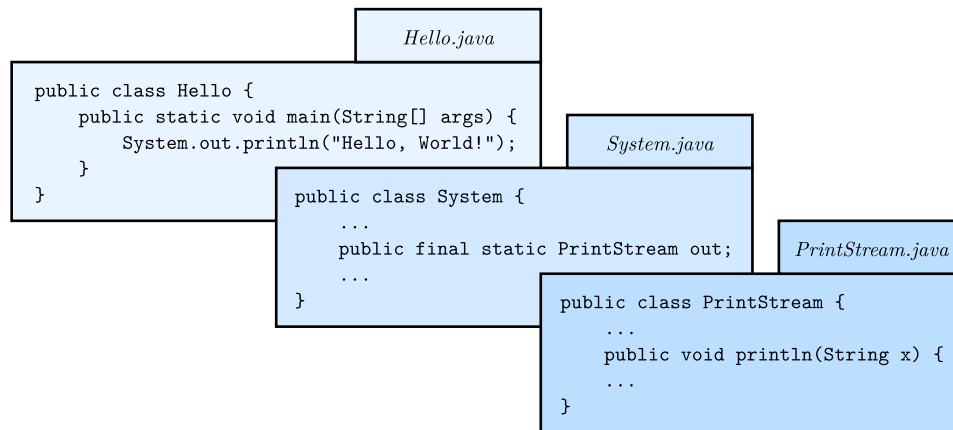 Hello.java
public class Hello {
    public static void main(String[] args) {
        System.out.println("Hello, World!");
    }
}
System.java
public class System {
    ...
    public final static PrintStream out;
    ...
}
PrintStream.java
public class PrintStream {
    ...
    public void println(String x) {
    ...
}